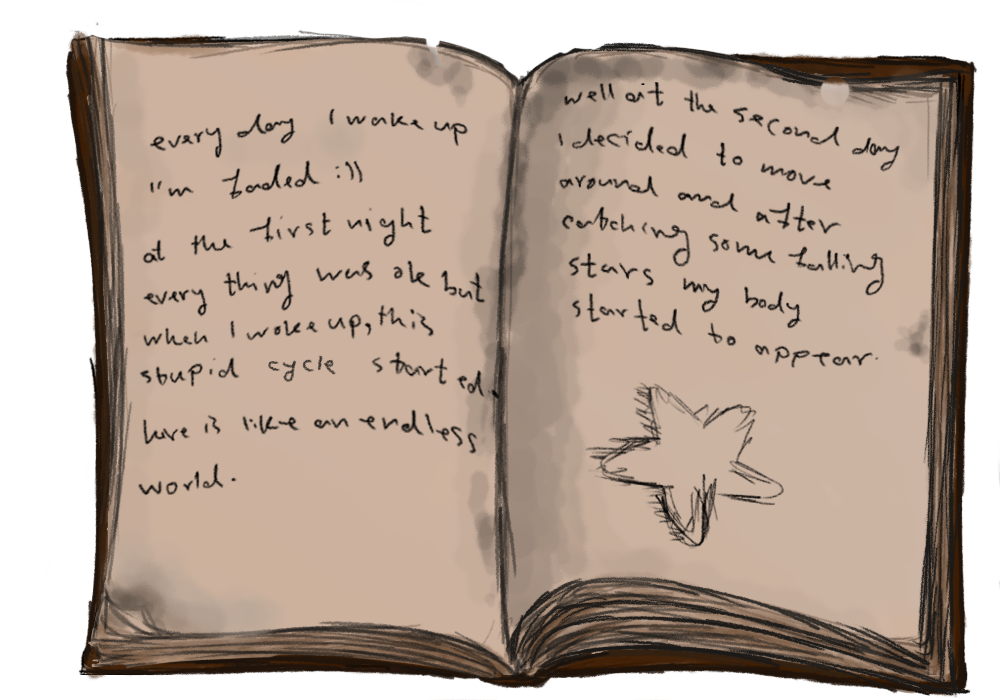 every day I wake up
I'm faded :))
at the first night
every thing was ok but
when I woke up, this
stupid cycle started.
here is like an endless
world.
well at the second day
I decided to move
around and after
catching some falling
stars my body
started to appear.